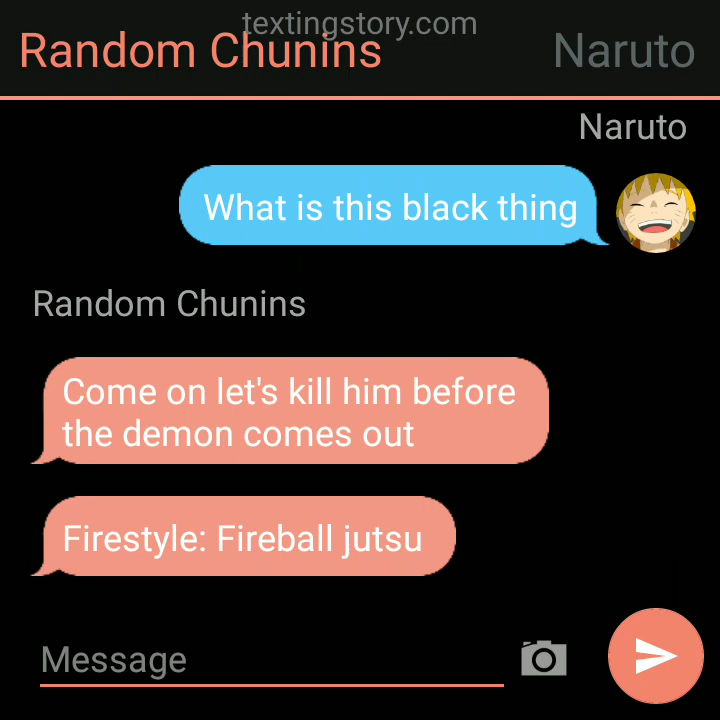 textingstory.com
Random Chunins
Naruto
Naruto
What is this black thing
Random Chunins
Come on let's kill him before
the demon comes out
Firestyle: Fireball jutsu
Message